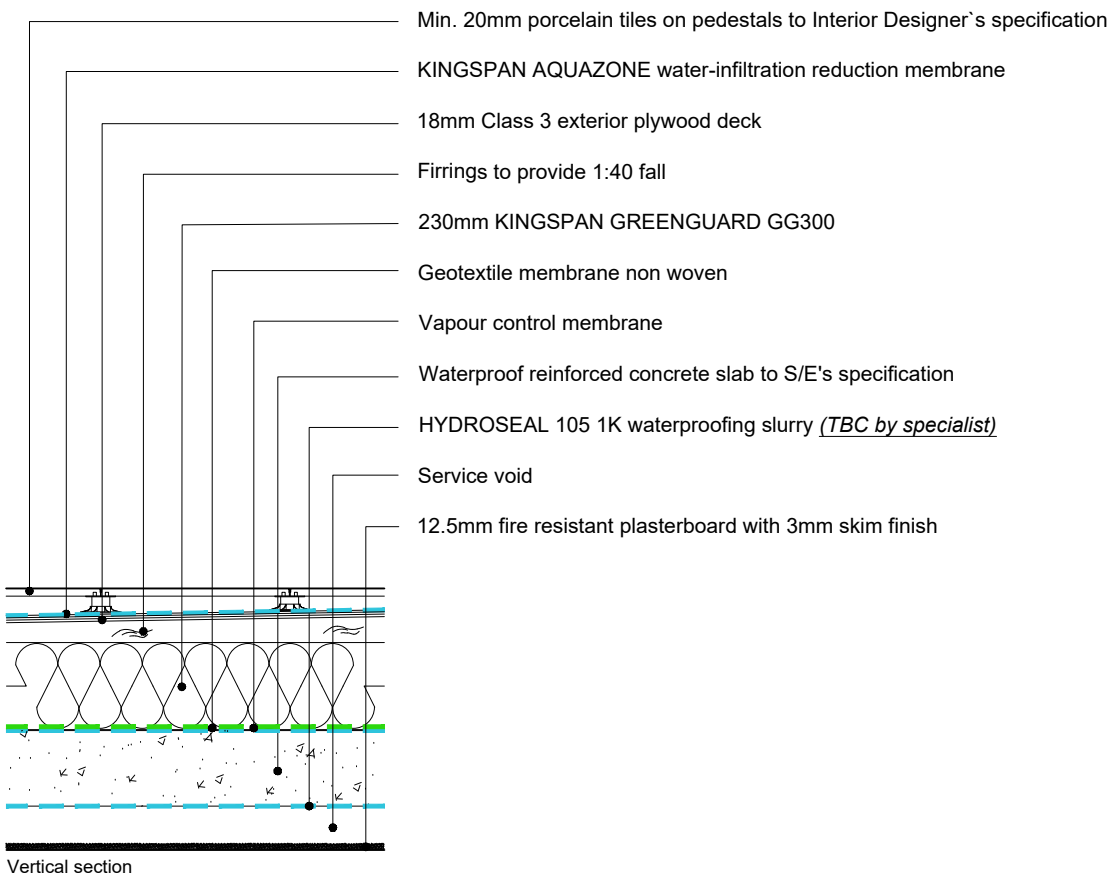 Min. 20mm porcelain tiles on pedestals to Interior Designer`s specification
KINGSPAN AQUAZONE water-infiltration reduction membrane
18mm Class 3 exterior plywood deck
Firrings to provide 1:40 fall
230mm KINGSPAN GREENGUARD GG300
Geotextile membrane non woven
Vapour control membrane
Waterproof reinforced concrete slab to S/E's specification
HYDROSEAL 105 1K waterproofing slurry (TBC by specialist)
Service void
12.5mm fire resistant plasterboard with 3mm skim finish
Vertical section